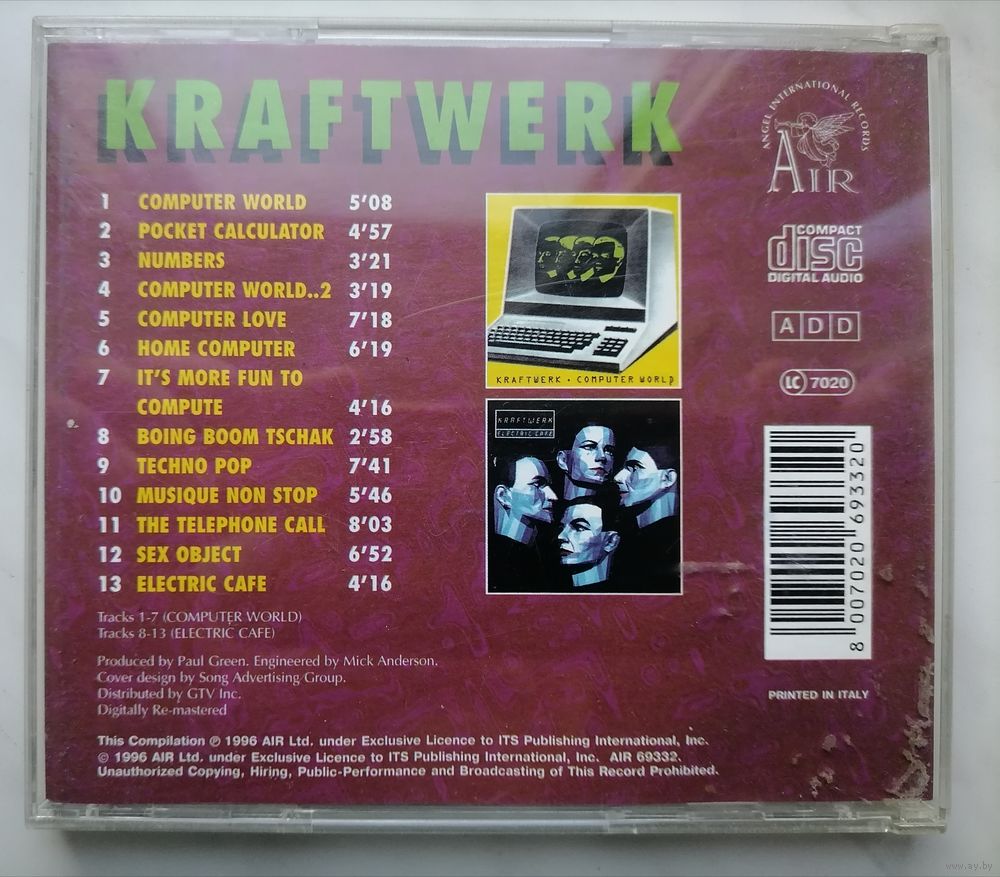 KRAFTWERK
1 COMPUTER WORLD 5'08
2 POCKET CALCULATOR 4'57
3 NUMBERS 3'21
4 COMPUTER WORLD..2 3'19
5 COMPUTER LOVE 7'18
6 HOME COMPUTER 6'19
7 IT'S MORE FUN TO
COMPUTE 4'16
8 BOING BOOM TSCHAK 2'58
9 TECHNO POP 7'41
10 MUSIQUE NON STOP 5'46
11 THE TELEPHONE CALL 8'03
12 SEX OBJECT 6'52
13 ELECTRIC CAFE 4'16
Tracks 1-7 (COMPUTER WORLD)
Tracks 8-13 (ELECTRIC CAFE)
Produced by Paul Green. Engineered by Mick Anderson.
Cover design by Song Advertising Group.
Distributed by GTV Inc.
Digitally Re-mastered
This Compilation ℗ 1996 AIR Ltd. under Exclusive Licence to ITS Publishing International, Inc.
© 1996 AIR Ltd. under Exclusive Licence to ITS Publishing International, Inc. AIR 69332.
Unauthorized Copying, Hiring, Public-Performance and Broadcasting of This Record Prohibited.
KRAFTWERK · COMPUTER WORLD
KRAFTWERK
ELECTRIC CAFE
ANGEL INTERNATIONAL RECORDS
AIR
COMPACT
disc
DIGITAL AUDIO
ADD
LC 7020
8 007020 693320
PRINTED IN ITALY
www.ay.by